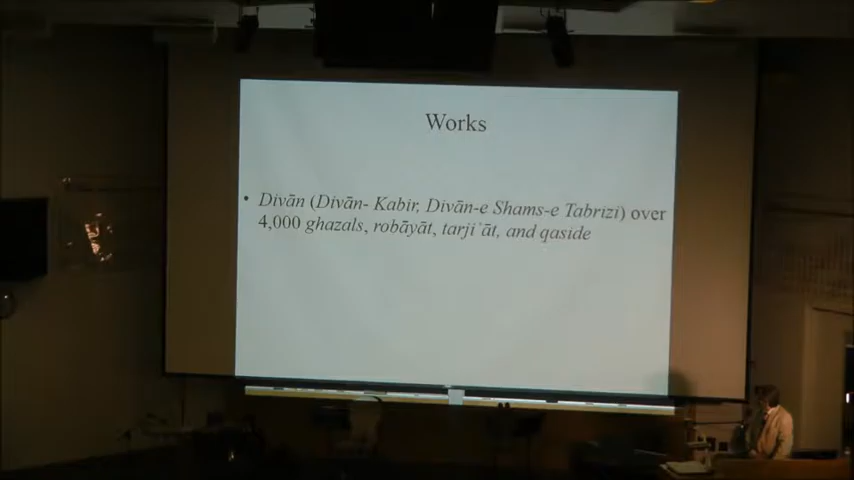 Works
• Divān (Divān- Kabir, Divān-e Shams-e Tabrizi) over
4,000 ghazals, robāyāt, tarji῾āt, and qaside